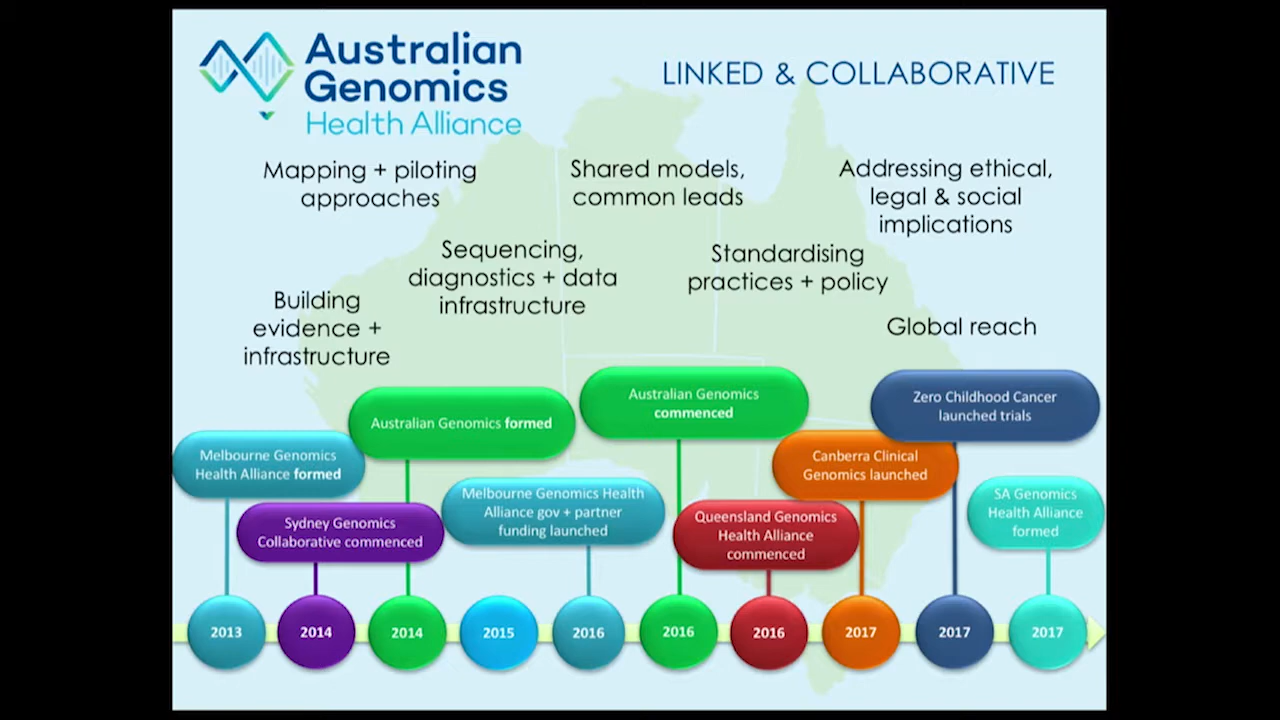 Australian
Genomics
Health Alliance
LINKED & COLLABORATIVE
Mapping + piloting
approaches
Shared models,
common leads
Addressing ethical,
legal & social
implications
Sequencing,
diagnostics + data
infrastructure
Standardising
practices + policy
Building
evidence +
infrastructure
Global reach
Melbourne Genomics
Health Alliance formed
Sydney Genomics
Collaborative commenced
Australian Genomics formed
Melbourne Genomics Health
Alliance gov + partner
funding launched
Australian Genomics
commenced
Queensland Genomics
Health Alliance
commenced
Canberra Clinical
Genomics launched
Zero Childhood Cancer
launched trials
SA Genomics
Health Alliance
formed
2013
2014
2014
2015
2016
2016
2016
2017
2017
2017